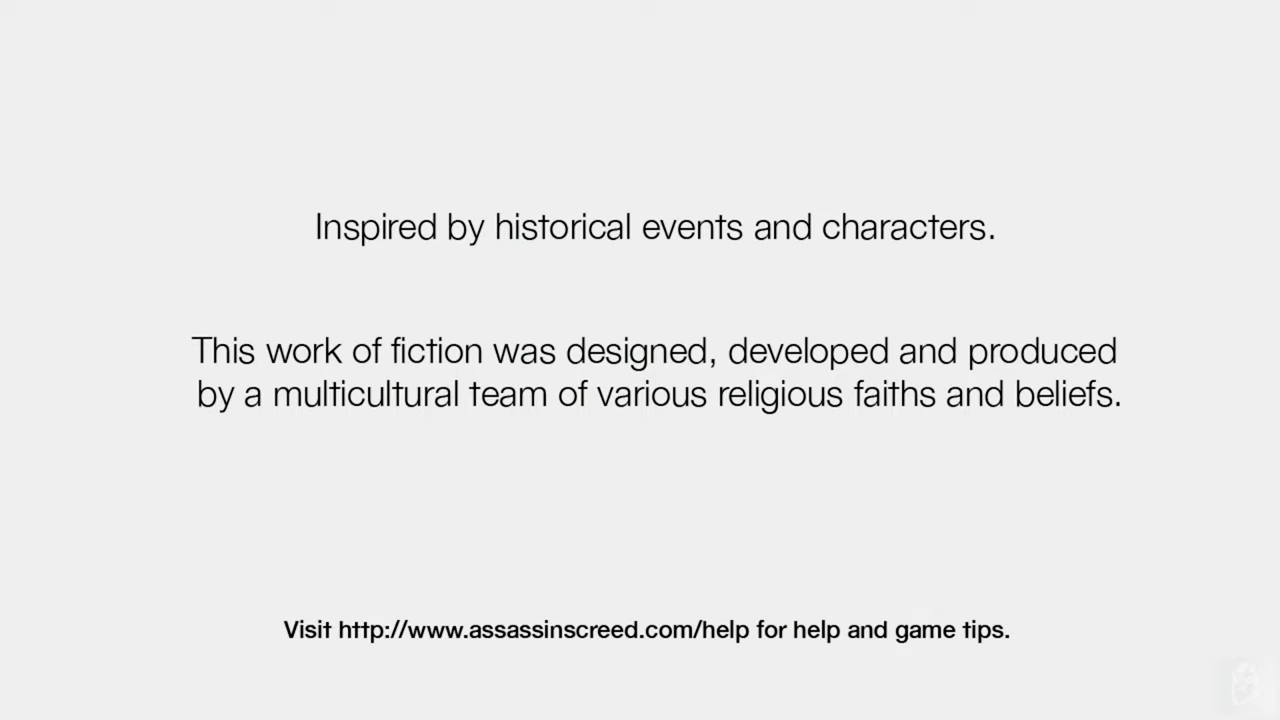 Inspired by historical events and characters.
This work of fiction was designed, developed and produced
by a multicultural team of various religious faiths and beliefs.
Visit http://www.assassinscreed.com/help for help and game tips.